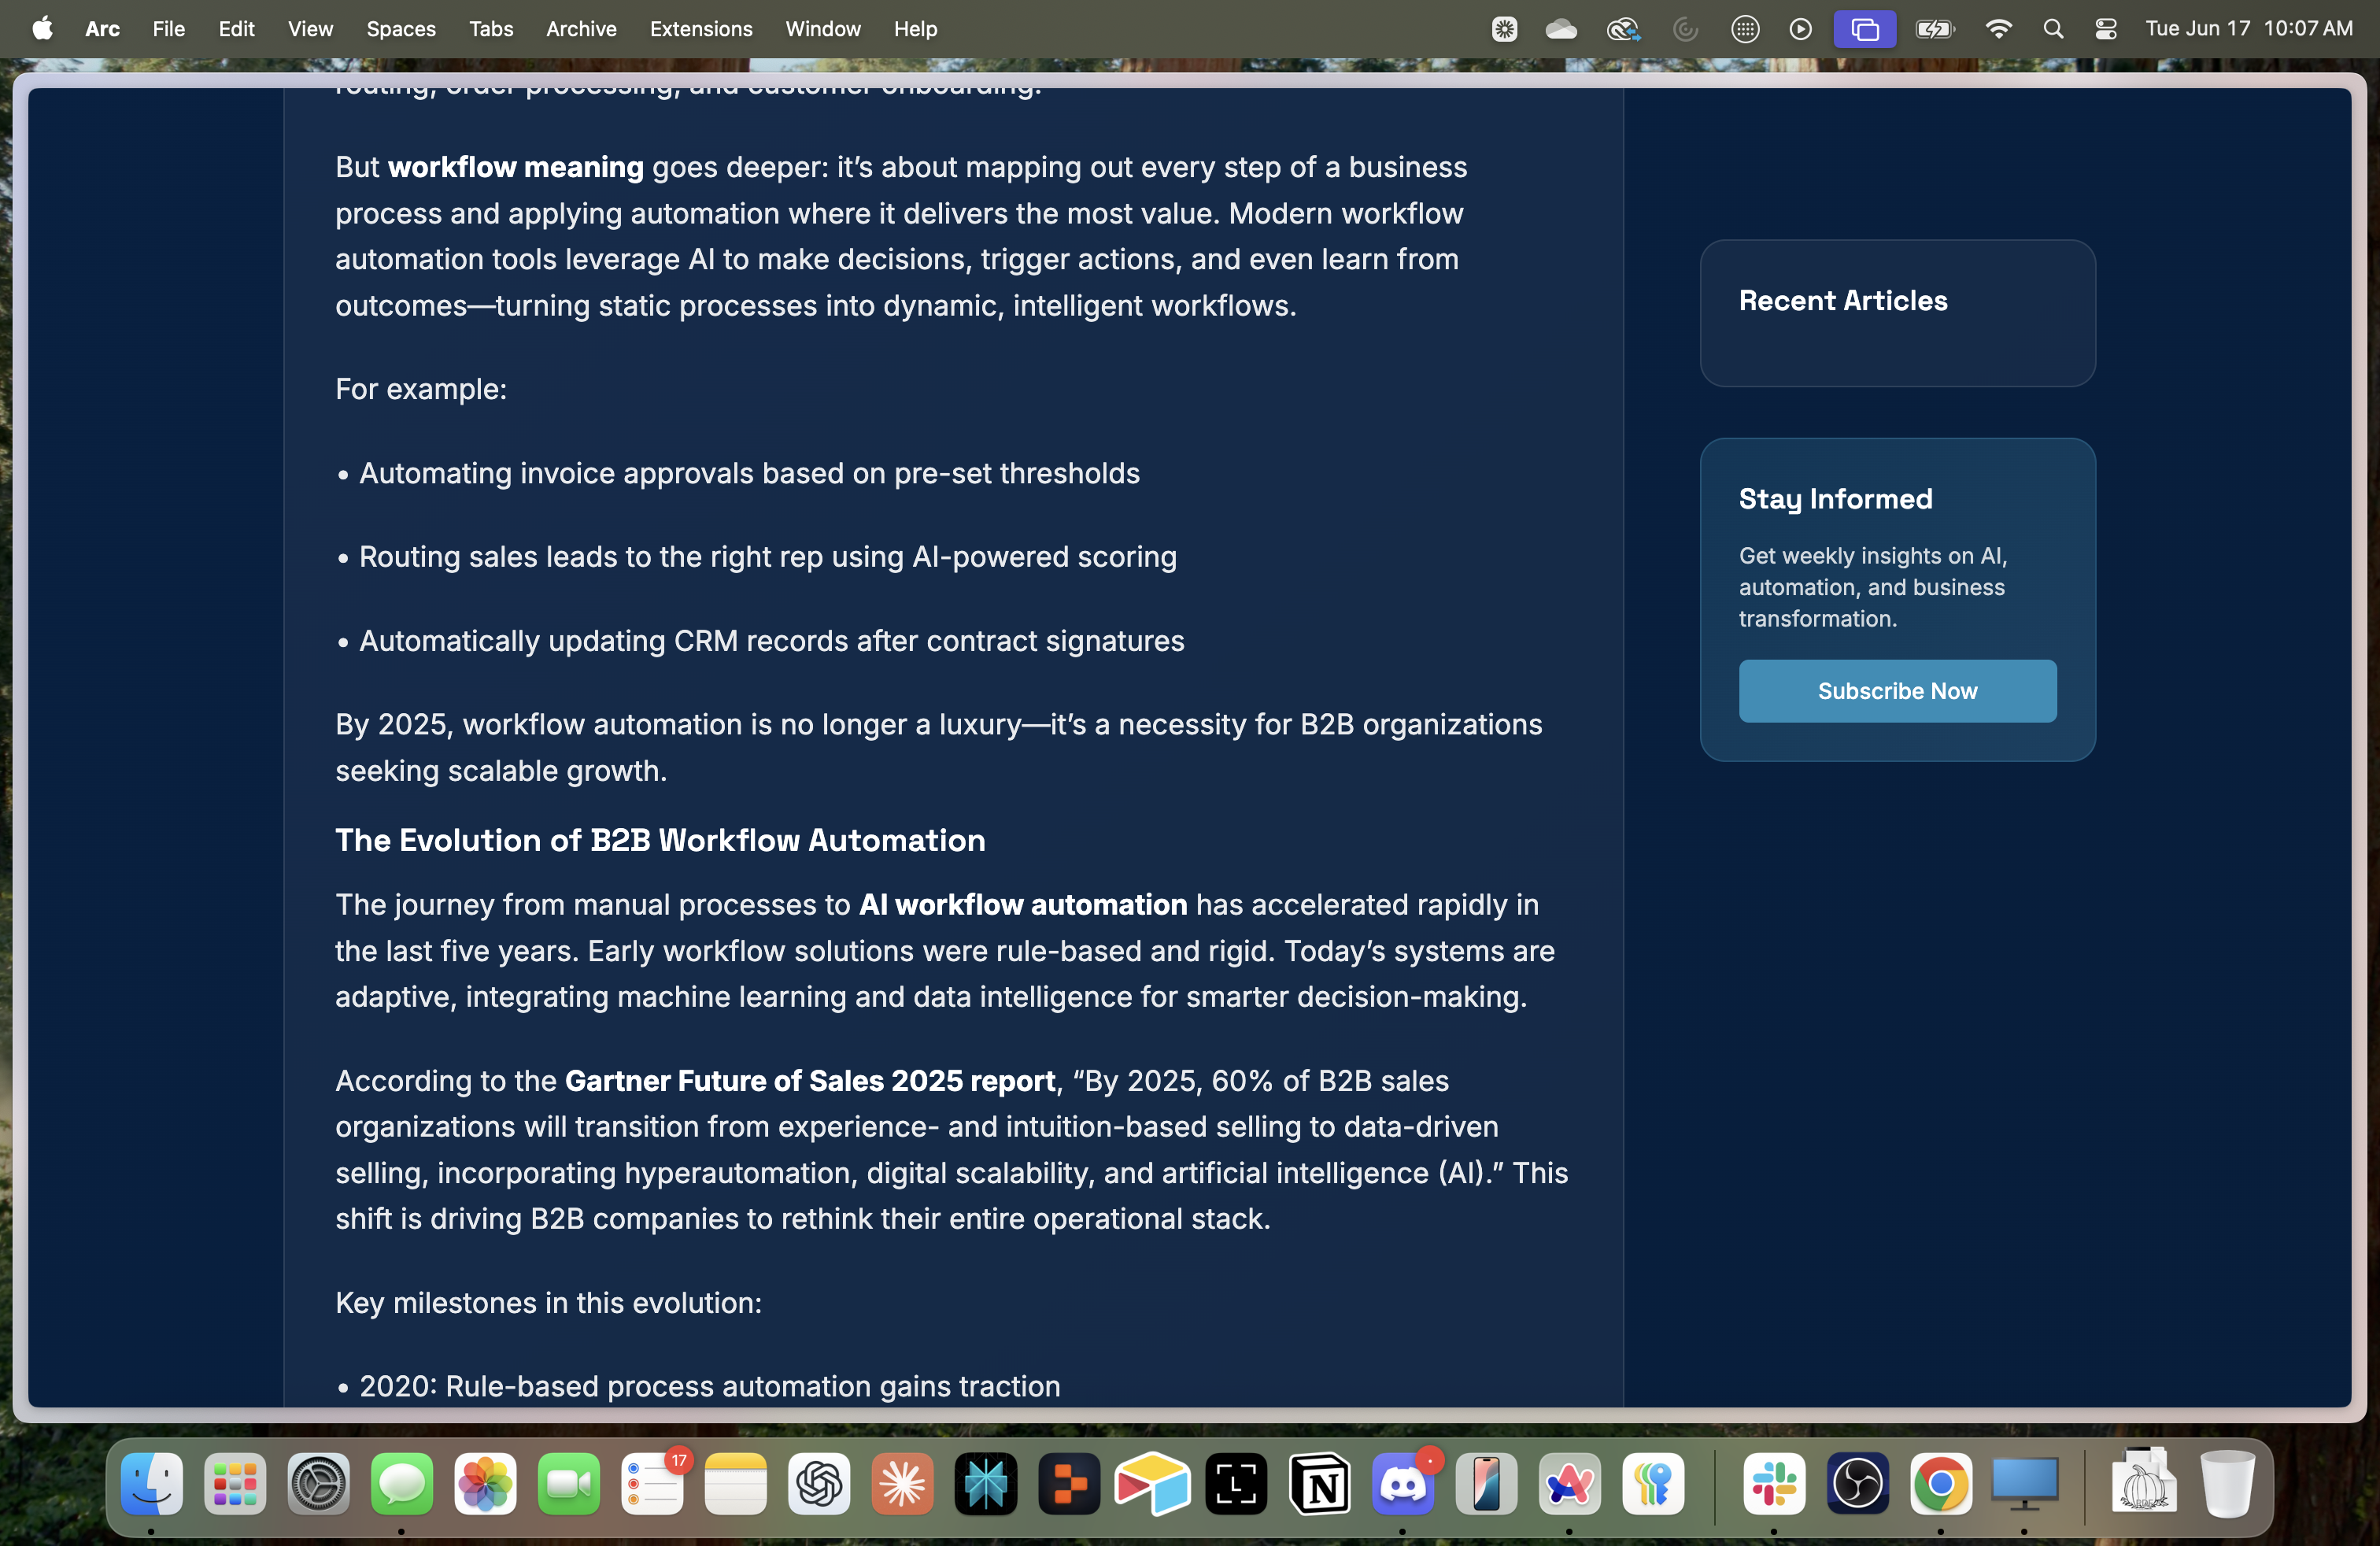 Arc File Edit View Spaces Tabs Archive Extensions Window Help Tue Jun 17 10:07 AM
routing, order processing, and customer onboarding.
But workflow meaning goes deeper: it’s about mapping out every step of a business
process and applying automation where it delivers the most value. Modern workflow
automation tools leverage AI to make decisions, trigger actions, and even learn from
outcomes—turning static processes into dynamic, intelligent workflows.
For example:
• Automating invoice approvals based on pre-set thresholds
• Routing sales leads to the right rep using AI-powered scoring
• Automatically updating CRM records after contract signatures
By 2025, workflow automation is no longer a luxury—it’s a necessity for B2B organizations
seeking scalable growth.
The Evolution of B2B Workflow Automation
The journey from manual processes to AI workflow automation has accelerated rapidly in
the last five years. Early workflow solutions were rule-based and rigid. Today’s systems are
adaptive, integrating machine learning and data intelligence for smarter decision-making.
According to the Gartner Future of Sales 2025 report, “By 2025, 60% of B2B sales
organizations will transition from experience- and intuition-based selling to data-driven
selling, incorporating hyperautomation, digital scalability, and artificial intelligence (AI).” This
shift is driving B2B companies to rethink their entire operational stack.
Key milestones in this evolution:
• 2020: Rule-based process automation gains traction
Recent Articles
Stay Informed
Get weekly insights on AI,
automation, and business
transformation.
Subscribe Now
17
L
N